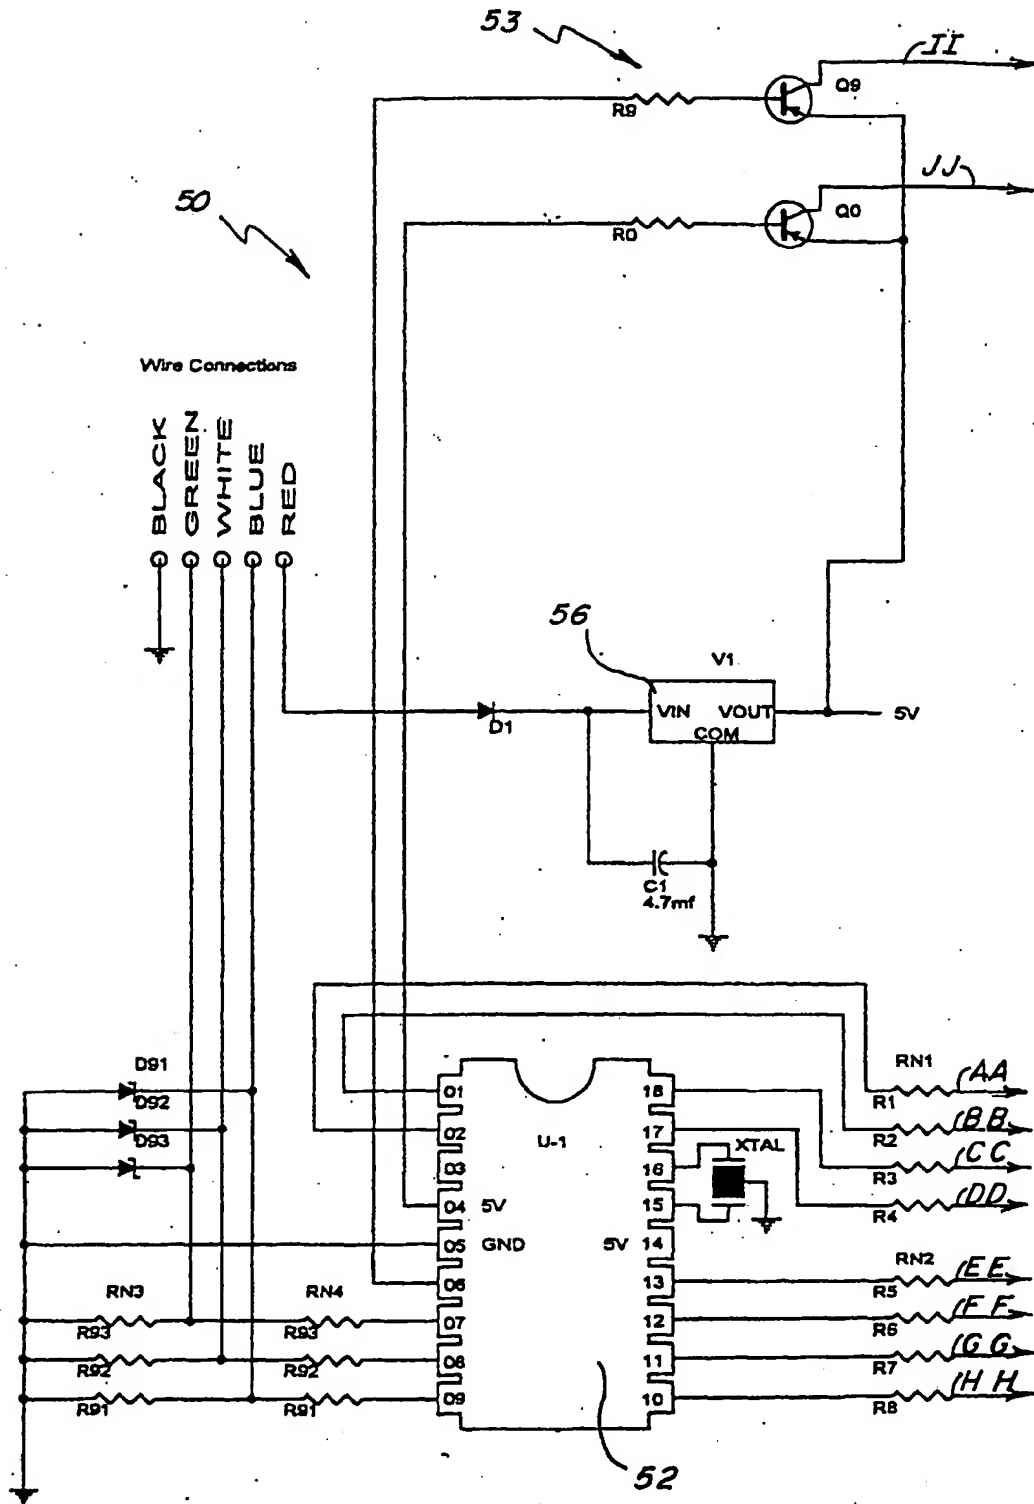 53
II
Q9
R9
JJ
50
Q0
R0
Wire Connections
BLACK
GREEN
WHITE
BLUE
RED
56
V1
VIN VOUT
COM
5V
D1
C1
4.7mf
D91
D92
D93
RN1
AA
R1
BB
R2
CC
R3
DD
R4
01 18
02 U-1 17
XTAL
03 16
04 5V 15
05 GND 5V 14
06 13
RN2
EE
R5
RN3 RN4
R93 R93 07 12
FF
R6
R92 R92 08 11
GG
R7
R91 R91 09 10
HH
R8
52